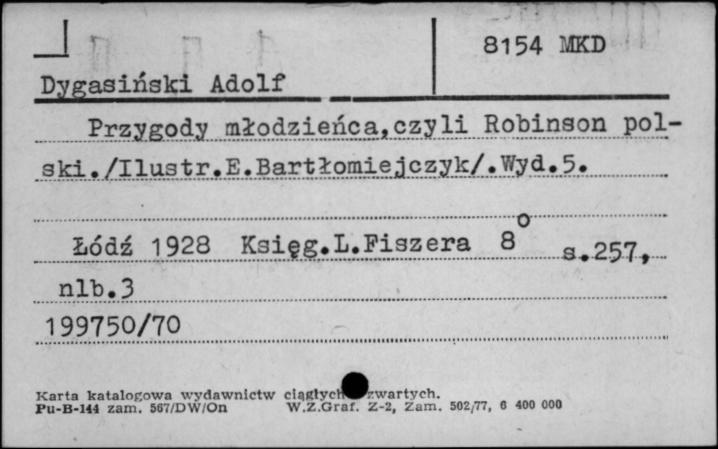 8154 MKD
Dygasiński Adolf
Przygody młodzieńca,czyli Robinson pol-
ski./Ilustr.E.Bartłomiejczyk/.Wyd.5.
Łódź 1928 Księg.L.Fiszera 8° s.257,
nlb.3
199750/70
Karta katalogowa wydawnictw ciągłych zwartych.
Pu-B-144 zam. 567/DW/On W.Z.Graf. Z-2, Zam. 502/77, 6 400 000